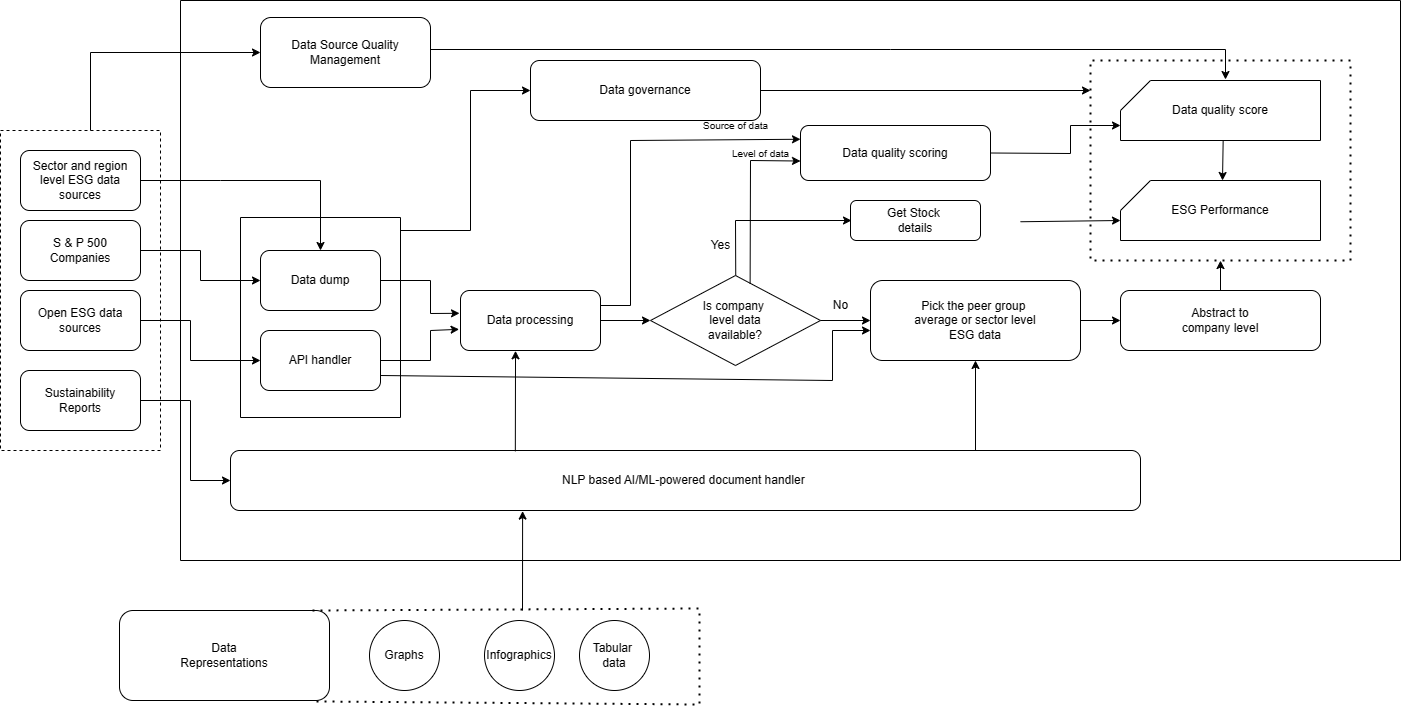 Data Source Quality
Management
Data governance
Data quality score
Source of data
Level of data
Data quality scoring
Sector and region
level ESG data
sources
Get Stock
details
ESG Performance
S & P 500
Companies
Yes
Data dump
Open ESG data
sources
Data processing
Is company
level data
available?
No
Pick the peer group
average or sector level
ESG data
Abstract to
company level
API handler
Sustainability
Reports
NLP based AI/ML-powered document handler
Data
Representations
Graphs
Infographics
Tabular
data